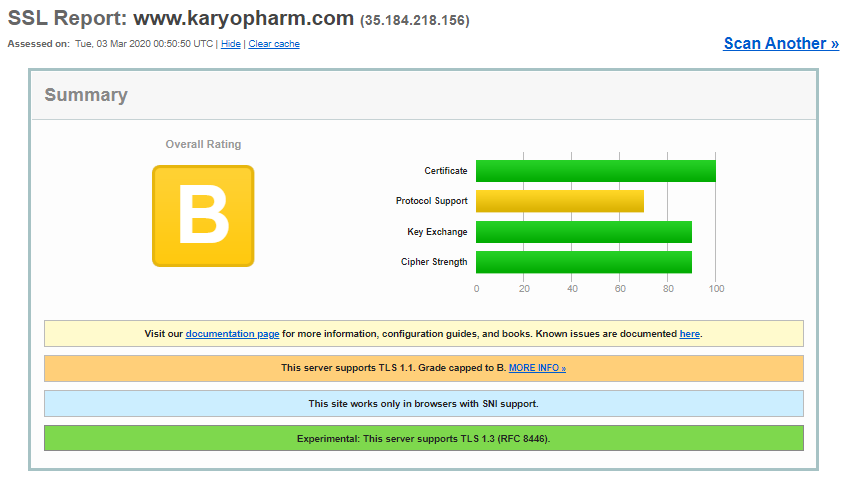 SSL Report: www.karyopharm.com (35.184.218.156)
Assessed on: Tue, 03 Mar 2020 00:50:50 UTC | Hide | Clear cache
Scan Another »
Summary
Overall Rating
B
Certificate
Protocol Support
Key Exchange
Cipher Strength
0 20 40 60 80 100
Visit our documentation page for more information, configuration guides, and books. Known issues are documented here.
This server supports TLS 1.1. Grade capped to B. MORE INFO »
This site works only in browsers with SNI support.
Experimental: This server supports TLS 1.3 (RFC 8446).